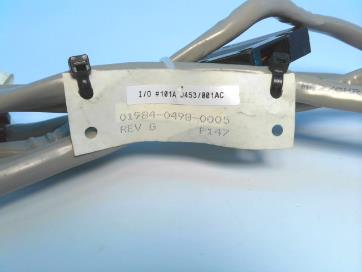 I/O #101A J453/001AC
01984-0498-0005
REV G F147